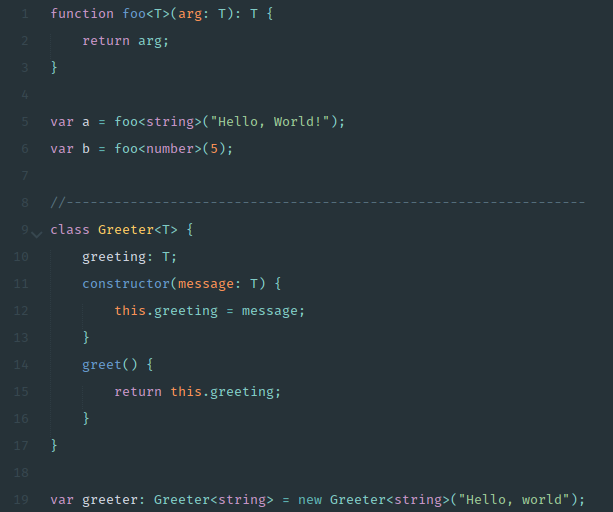 1 function foo<T>(arg: T): T {
2     return arg;
3 }
4
5 var a = foo<string>("Hello, World!");
6 var b = foo<number>(5);
7
8 //-----------------------------------------------------------------
9 class Greeter<T> {
10     greeting: T;
11     constructor(message: T) {
12         this.greeting = message;
13     }
14     greet() {
15         return this.greeting;
16     }
17 }
18
19 var greeter: Greeter<string> = new Greeter<string>("Hello, world");